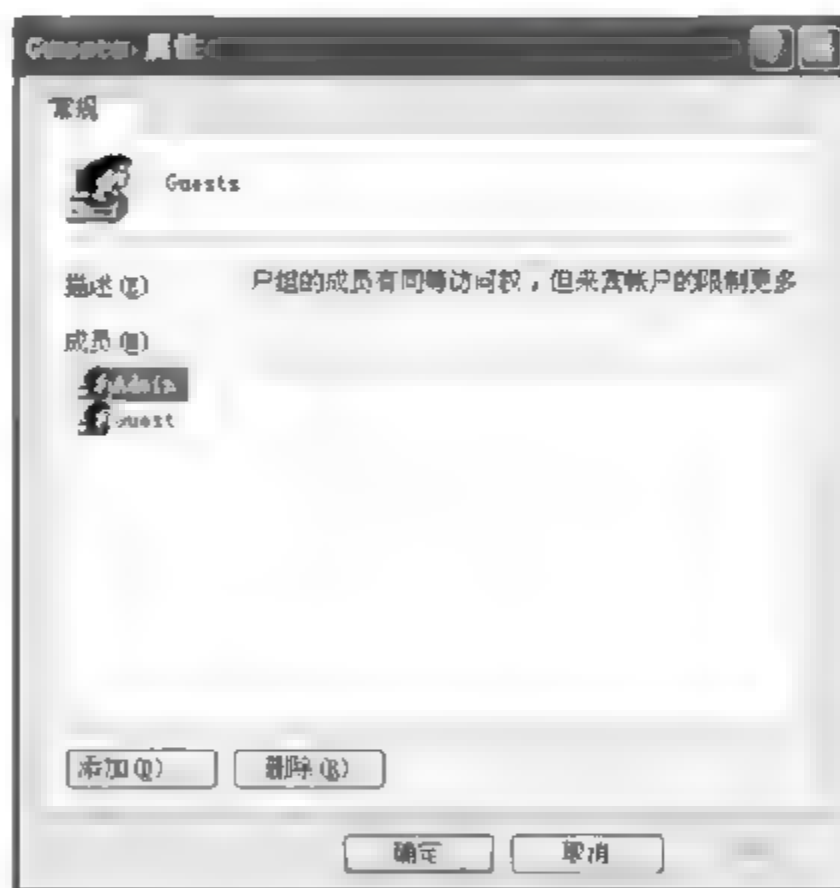 Guests 属性
常规
Guests
描述(E)
户组的成员有同等访问权，但来宾帐户的限制更多
成员(M)
Admin
Guest
添加(D)
删除(R)
确定
取消